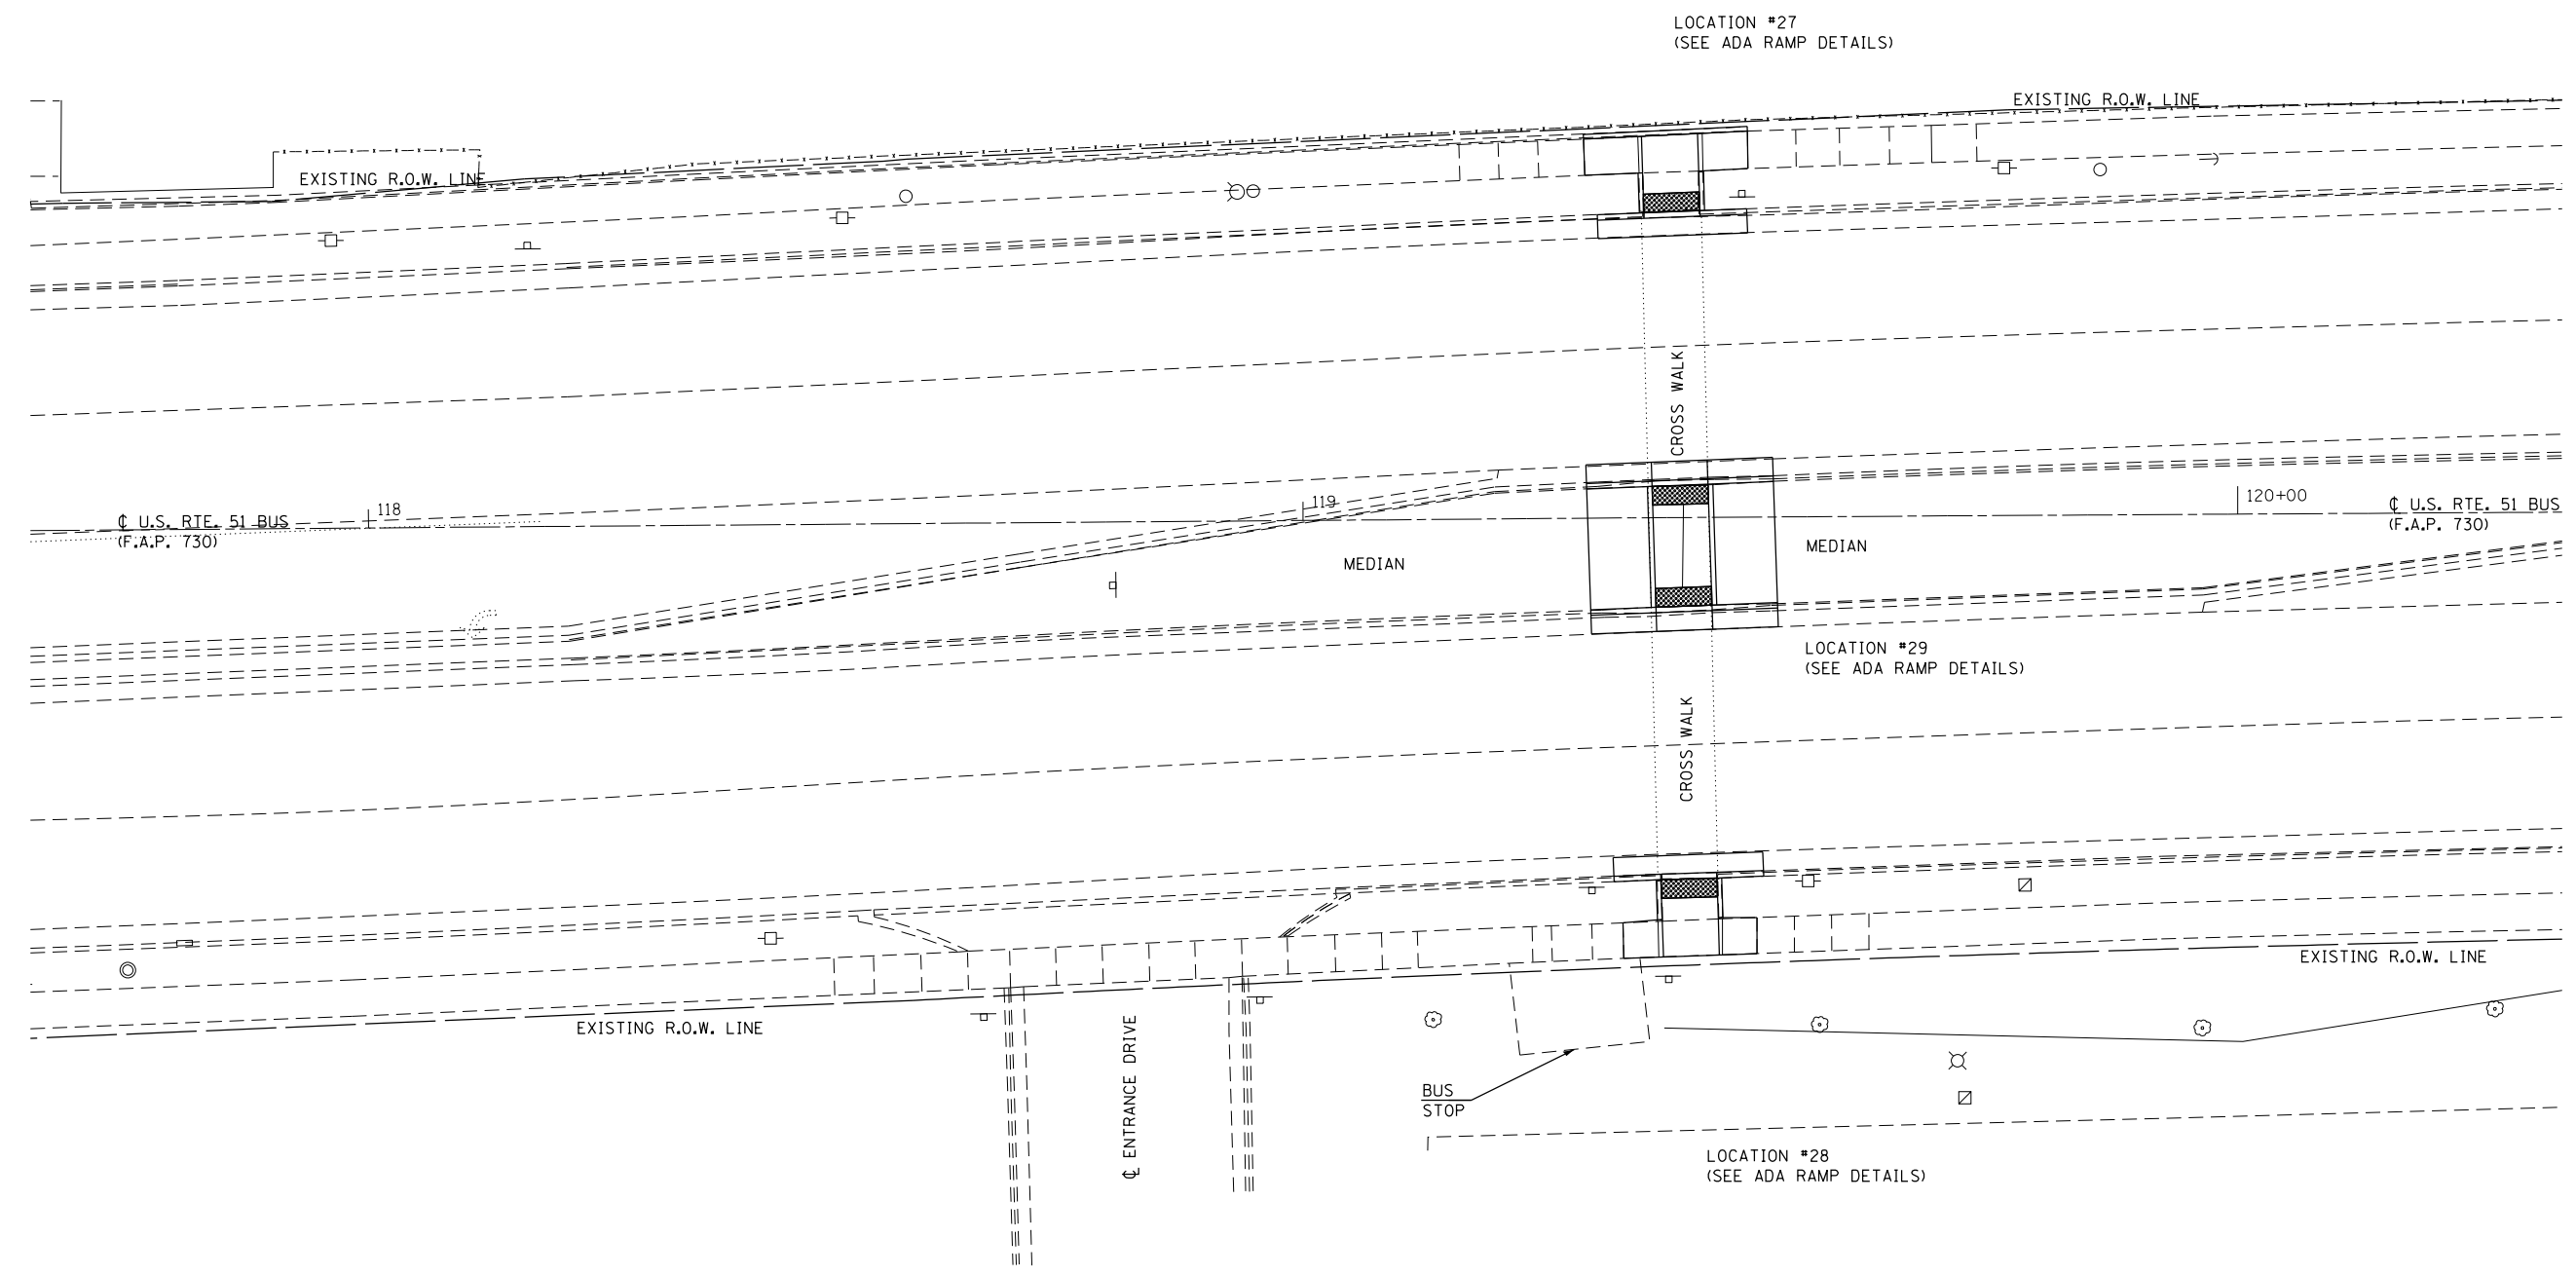 LOCATION #27
(SEE ADA RAMP DETAILS)
EXISTING R.O.W. LINE
EXISTING R.O.W. LINE
CROSS WALK
118
119
120+00
℄ U.S. RTE. 51 BUS
(F.A.P. 730)
℄ U.S. RTE. 51 BUS
(F.A.P. 730)
MEDIAN
MEDIAN
LOCATION #29
(SEE ADA RAMP DETAILS)
CROSS WALK
EXISTING R.O.W. LINE
EXISTING R.O.W. LINE
℄ ENTRANCE DRIVE
BUS
STOP
LOCATION #28
(SEE ADA RAMP DETAILS)